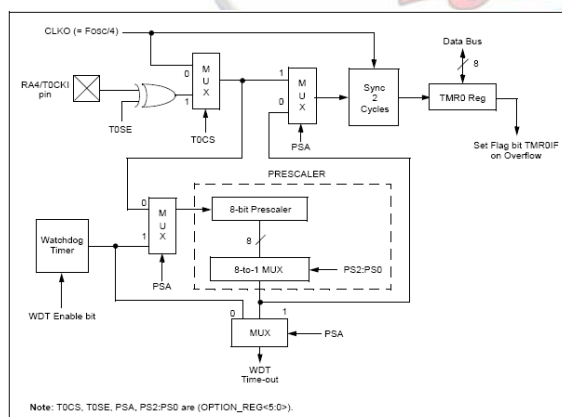 CLKO (= Fosc/4)
Data Bus
8
RA4/T0CKI
pin
0
1
M
U
X
1
0
M
U
X
Sync
2
Cycles
TMR0 Reg
T0SE
T0CS
PSA
Set Flag bit TMR0IF
on Overflow
PRESCALER
0
1
M
U
X
8-bit Prescaler
Watchdog
Timer
8
8-to-1 MUX
PS2:PS0
PSA
WDT Enable bit
0
1
MUX
PSA
WDT
Time-out
Note: T0CS, T0SE, PSA, PS2:PS0 are (OPTION_REG<5:0>).